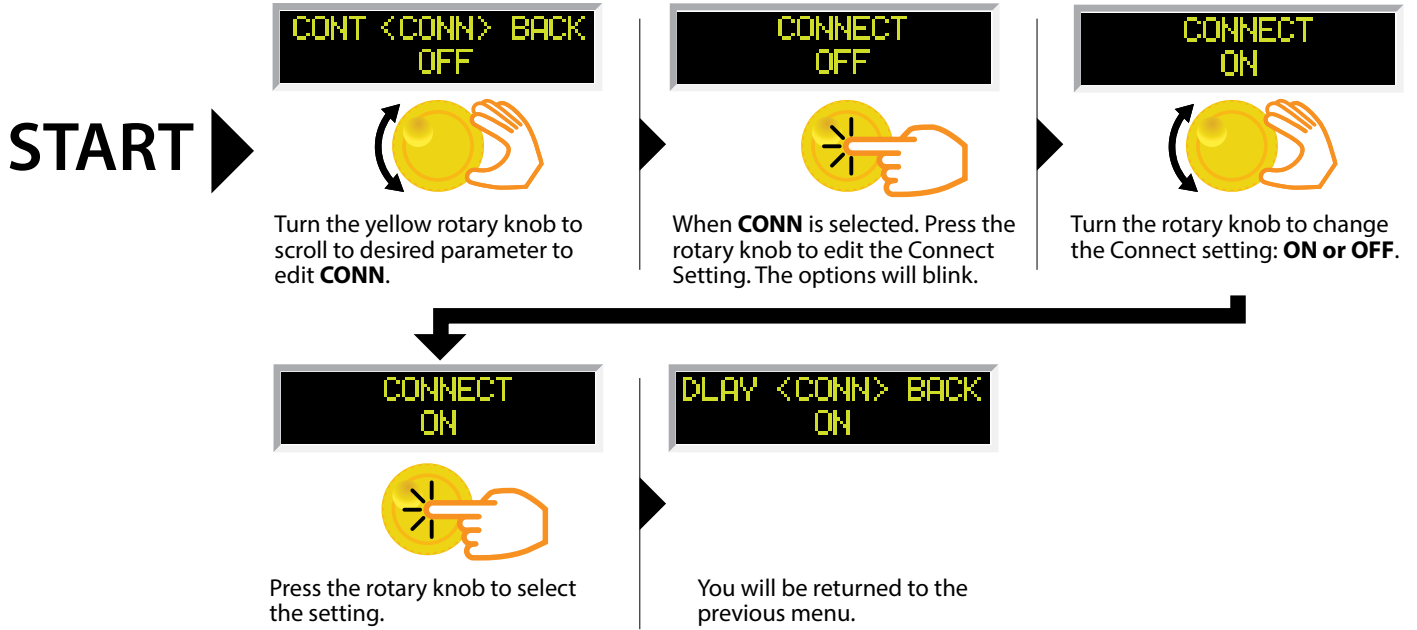 START
CONT <CONN> BACK
OFF
Turn the yellow rotary knob to
scroll to desired parameter to
edit CONN.
CONNECT
OFF
When CONN is selected. Press the
rotary knob to edit the Connect
Setting. The options will blink.
CONNECT
ON
Turn the rotary knob to change
the Connect setting: ON or OFF.
CONNECT
ON
Press the rotary knob to select
the setting.
DLAY <CONN> BACK
ON
You will be returned to the
previous menu.